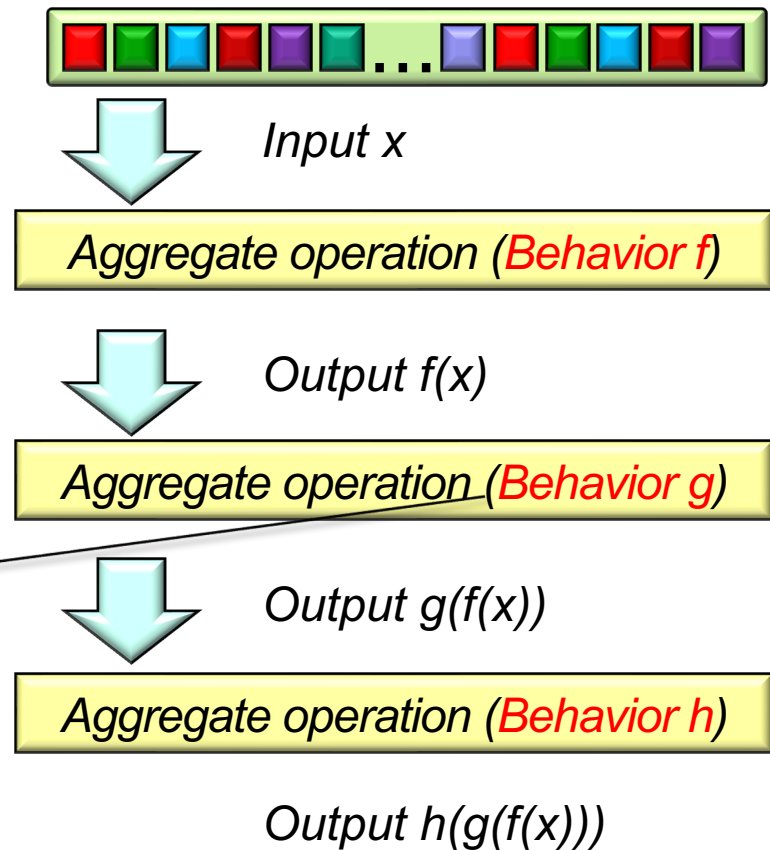 ...
Input x
Aggregate operation (Behavior f)
Output f(x)
Aggregate operation (Behavior g)
Output g(f(x))
Aggregate operation (Behavior h)
Output h(g(f(x)))